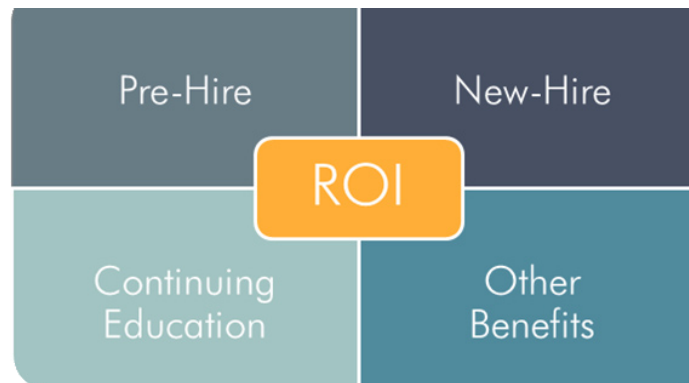 Pre-Hire
New-Hire
ROI
Continuing
Education
Other
Benefits